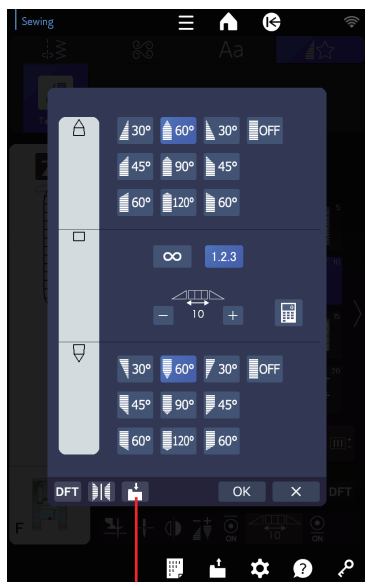 Sewing
Aa
30° 60° 30° OFF
45° 90° 45°
60° 120° 60°
∞ 1.2.3
− 10 +
30° 60° 30° OFF
45° 90° 45°
60° 120° 60°
DFT OK × DFT
F ON 10 ON
?